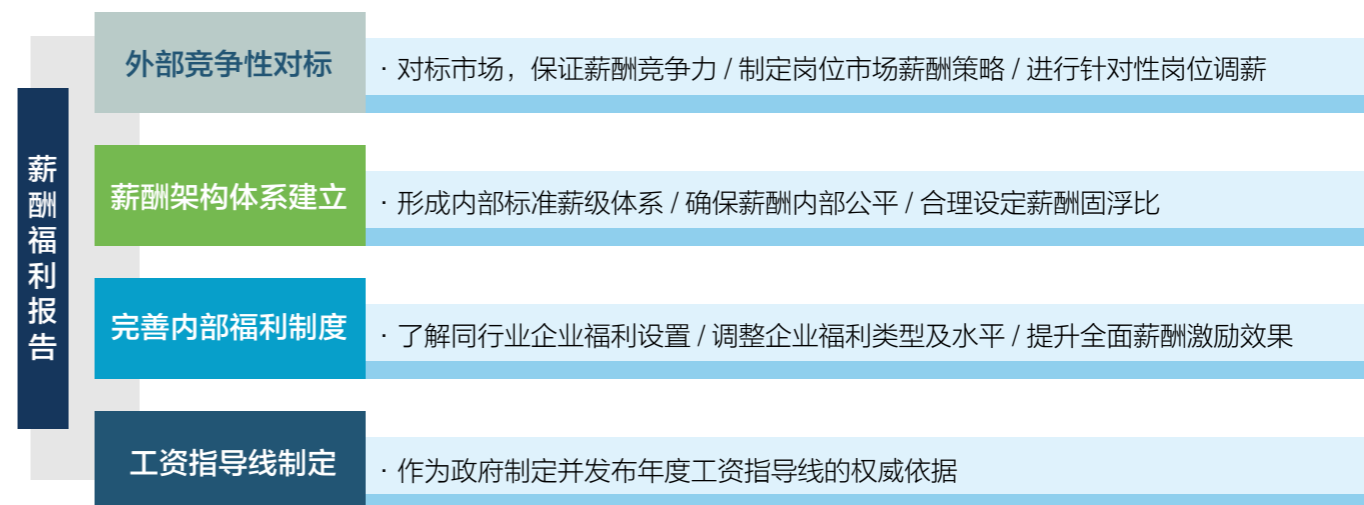 薪酬福利报告
外部竞争性对标
· 对标市场，保证薪酬竞争力 / 制定岗位市场薪酬策略 / 进行针对性岗位调薪
薪酬架构体系建立
· 形成内部标准薪级体系 / 确保薪酬内部公平 / 合理设定薪酬固浮比
完善内部福利制度
· 了解同行业企业福利设置 / 调整企业福利类型及水平 / 提升全面薪酬激励效果
工资指导线制定
· 作为政府制定并发布年度工资指导线的权威依据